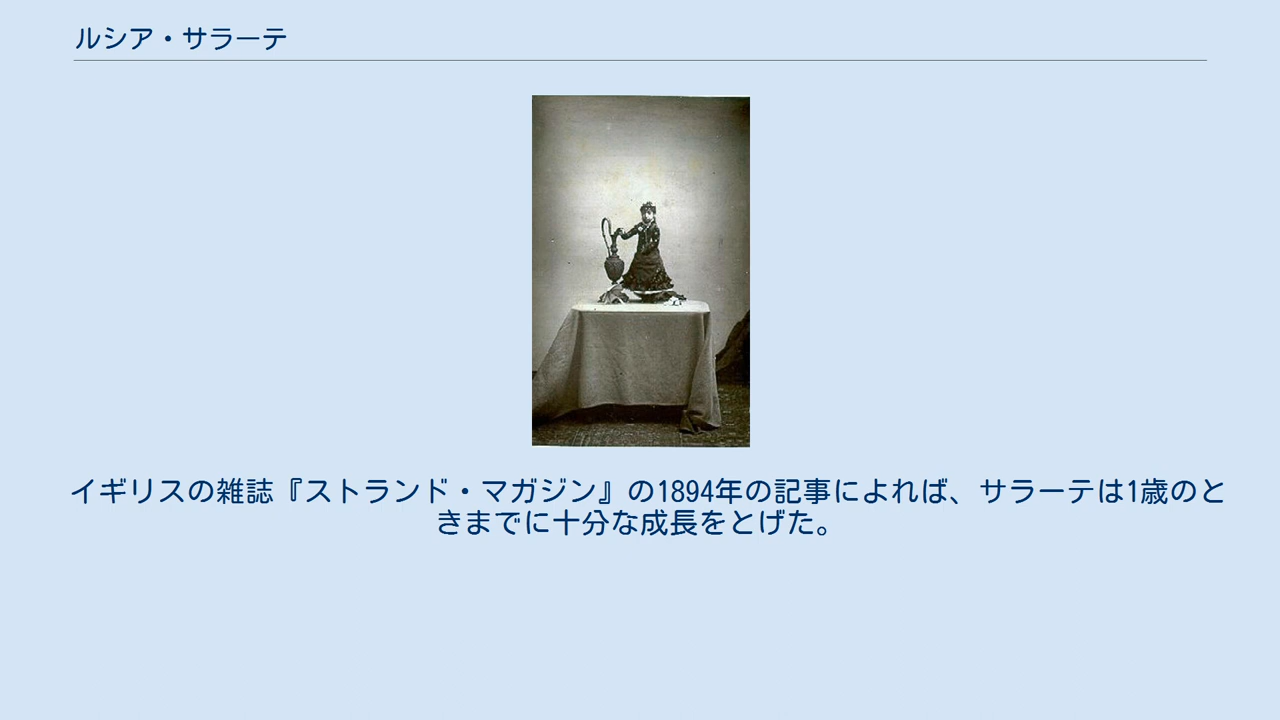 ルシア・サラーテ
イギリスの雑誌『ストランド・マガジン』の1894年の記事によれば、サラーテは1歳のと
きまでに十分な成長をとげた。